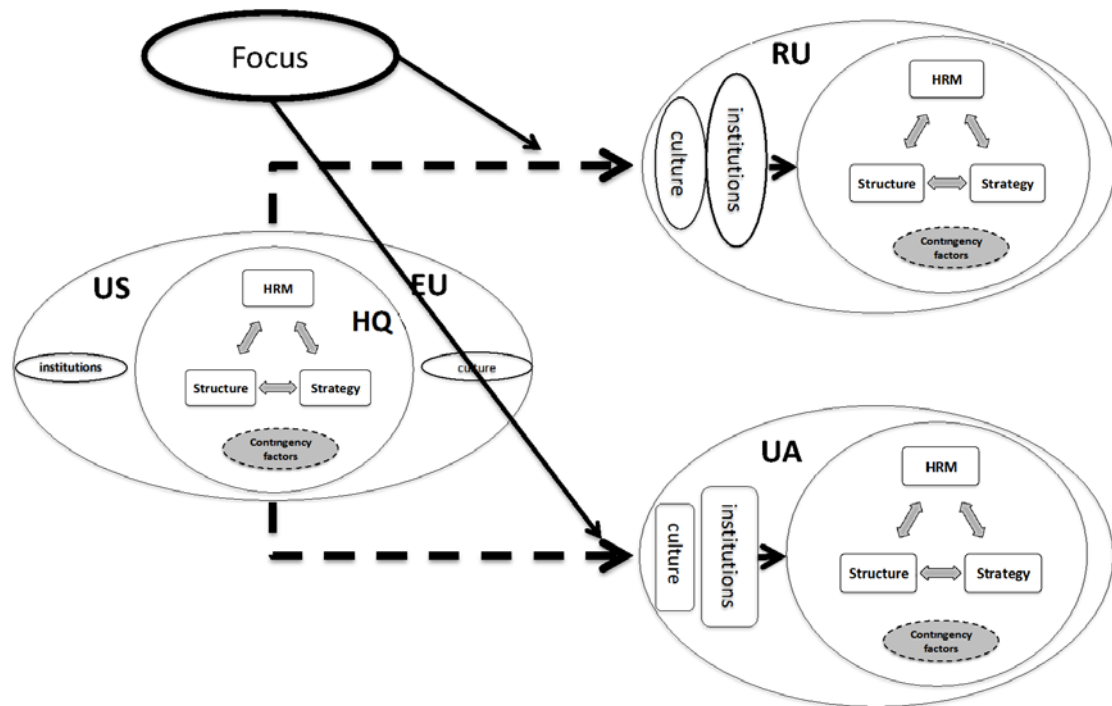 Focus
RU
HRM
culture
institutions
Structure
Strategy
Contingency
factors
US
EU
HRM
HQ
institutions
culture
Structure
Strategy
Contingency
factors
UA
HRM
culture
institutions
Structure
Strategy
Contingency
factors